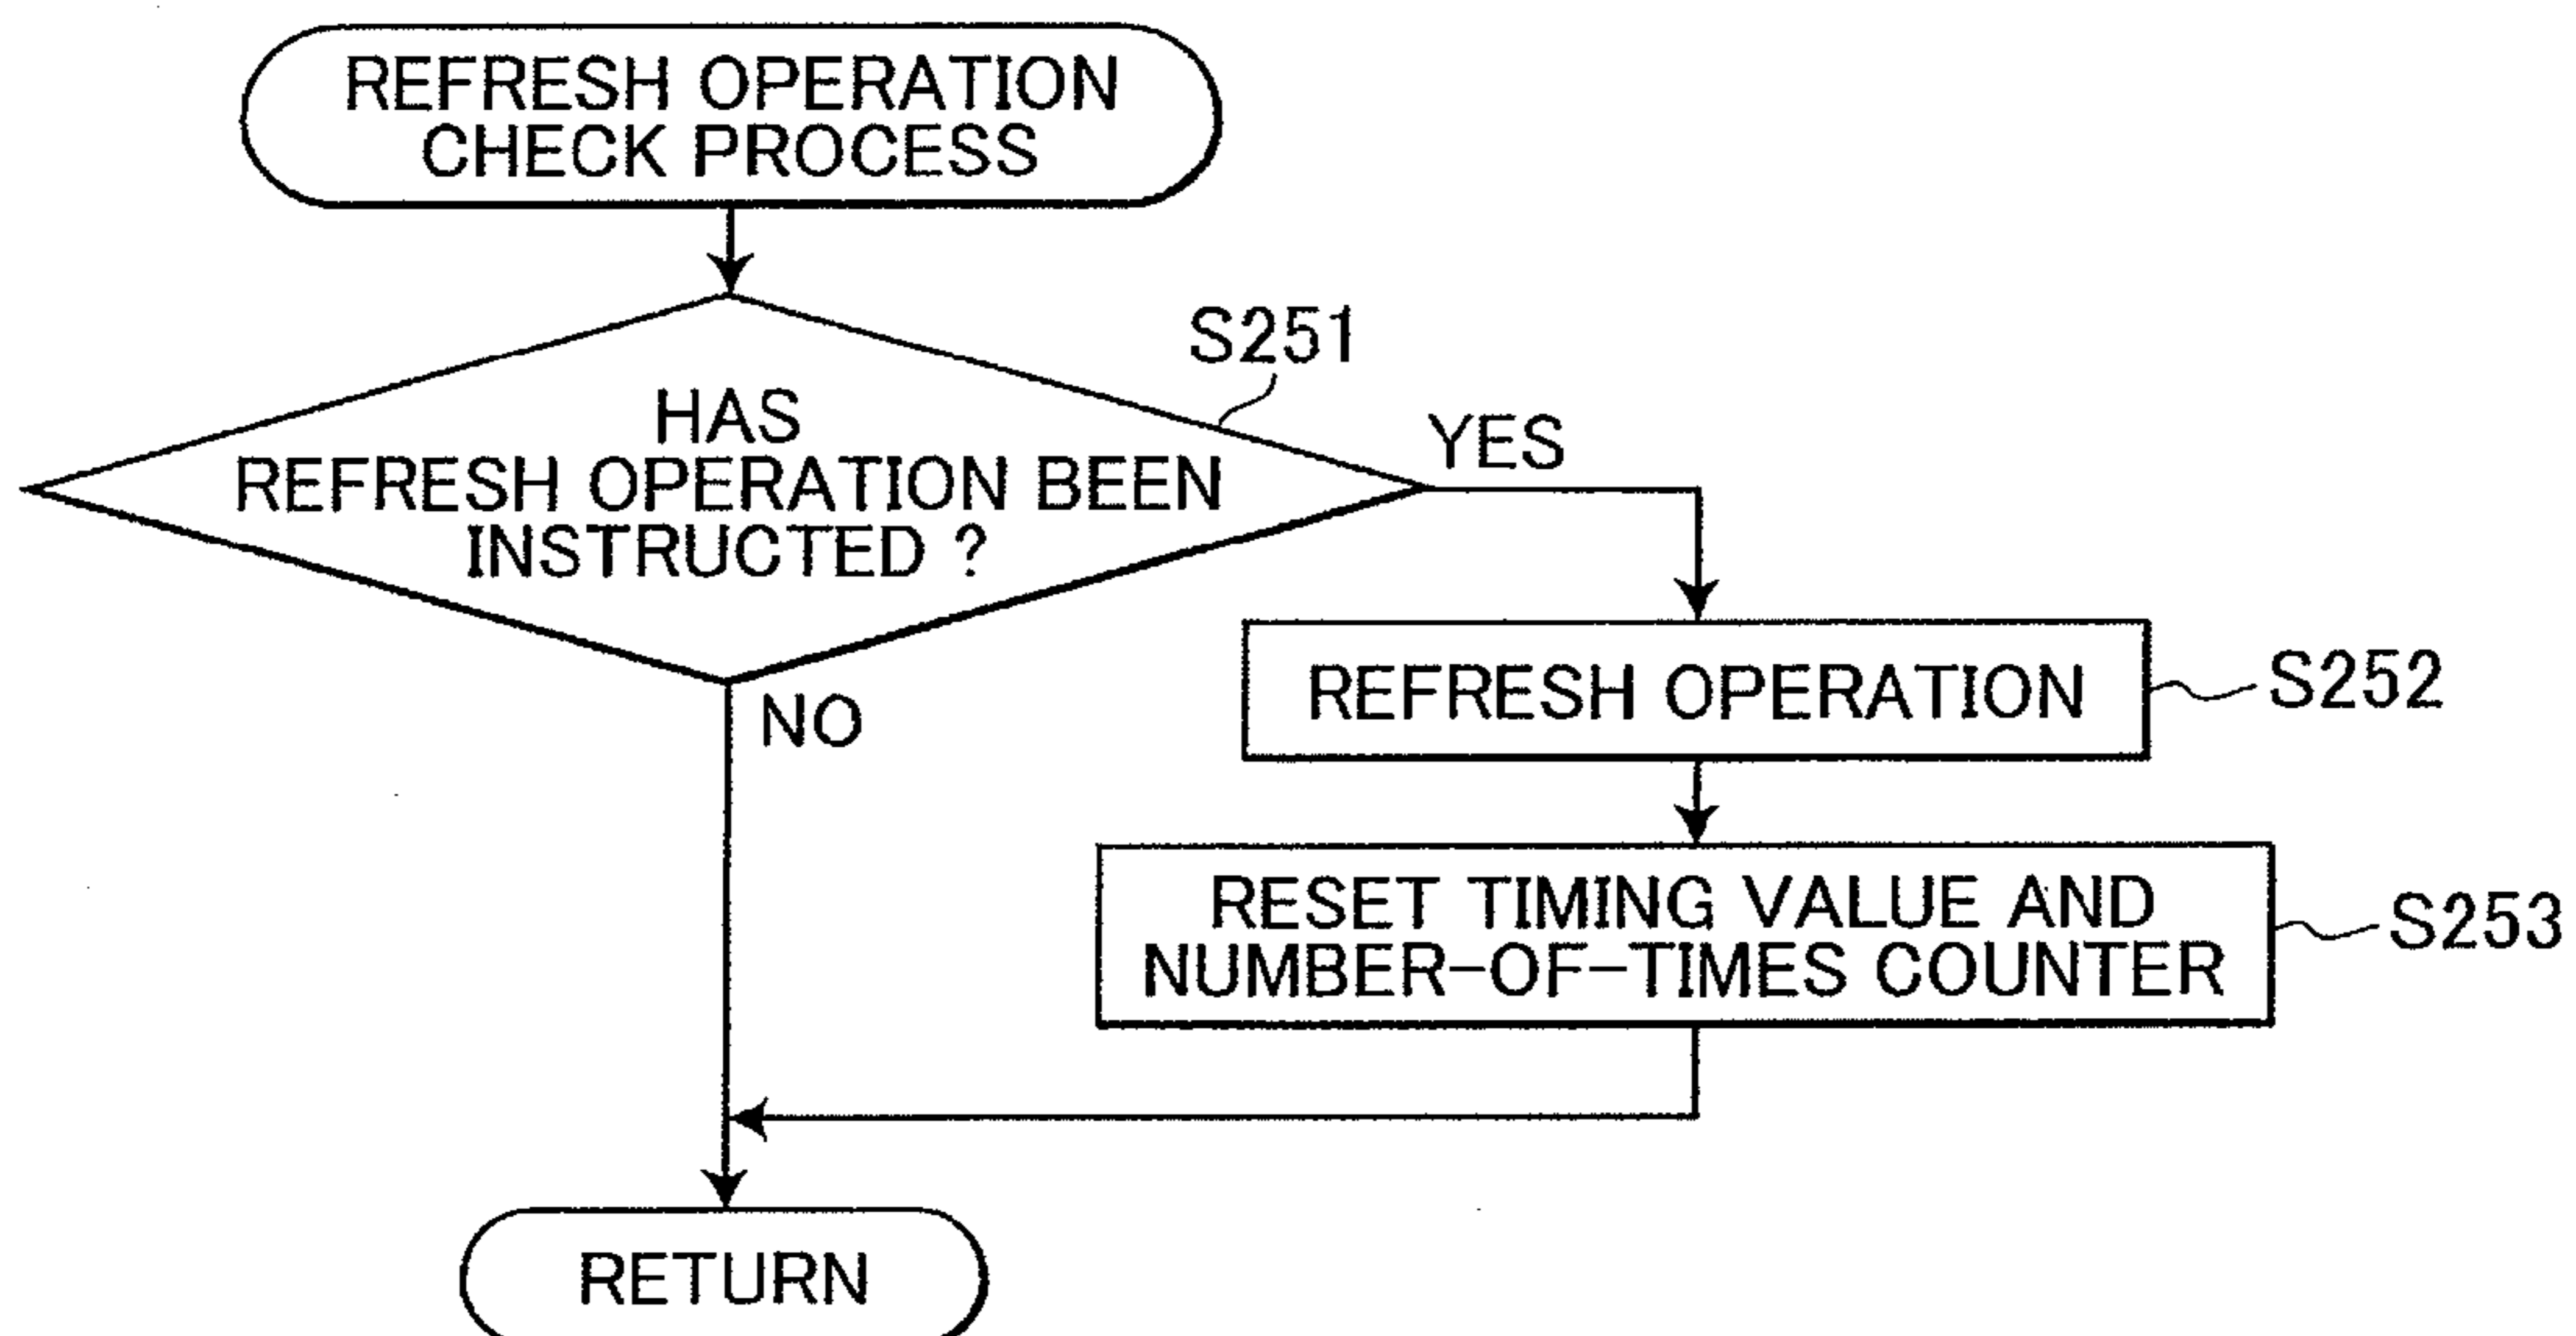 REFRESH OPERATION
CHECK PROCESS
S251
HAS
REFRESH OPERATION BEEN
INSTRUCTED ?
YES
NO
REFRESH OPERATION
S252
RESET TIMING VALUE AND
NUMBER-OF-TIMES COUNTER
S253
RETURN